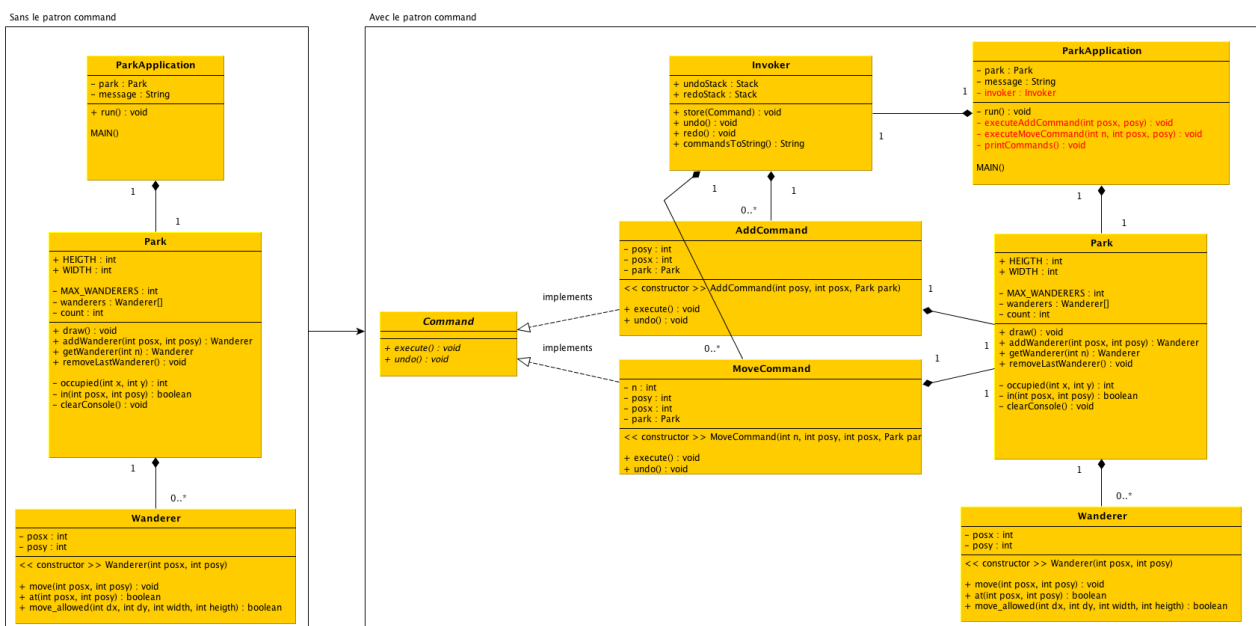 Sans le patron command
ParkApplication
- park : Park
- message : String
+ run() : void
MAIN()
1
1
Park
+ HEIGTH : int
+ WIDTH : int
- MAX_WANDERERS : int
- wanderers : Wanderer[]
- count : int
+ draw() : void
+ addWanderer(int posx, int posy) : Wanderer
+ getWanderer(int n) : Wanderer
+ removeLastWanderer() : void
- occupied(int x, int y) : int
- in(int posx, int posy) : boolean
- clearConsole() : void
1
0..*
Wanderer
- posx : int
- posy : int
<< constructor >> Wanderer(int posx, int posy)
+ move(int posx, int posy) : void
+ at(int posx, int posy) : boolean
+ move_allowed(int dx, int dy, int width, int heigth) : boolean
Avec le patron command
Invoker
+ undoStack : Stack
+ redoStack : Stack
+ store(Command) : void
+ undo() : void
+ redo() : void
+ commandsToString() : String
1
1
ParkApplication
- park : Park
- message : String
- invoker : Invoker
- run() : void
- executeAddCommand(int posx, posy) : void
- executeMoveCommand(int n, int posx, posy) : void
- printCommands() : void
MAIN()
1
1
0..*
AddCommand
- posy : int
- posx : int
- park : Park
<< constructor >> AddCommand(int posy, int posx, Park park)
+ execute() : void
+ undo() : void
1
1
implements
Command
+ execute() : void
+ undo() : void
implements
0..*
MoveCommand
- n : int
- posy : int
- posx : int
- park : Park
<< constructor >> MoveCommand(int n, int posy, int posx, Park par
+ execute() : void
+ undo() : void
1
1
1
1
Park
+ HEIGTH : int
+ WIDTH : int
- MAX_WANDERERS : int
- wanderers : Wanderer[]
- count : int
+ draw() : void
+ addWanderer(int posx, int posy) : Wanderer
+ getWanderer(int n) : Wanderer
+ removeLastWanderer() : void
- occupied(int x, int y) : int
- in(int posx, int posy) : boolean
- clearConsole() : void
1
0..*
Wanderer
- posx : int
- posy : int
<< constructor >> Wanderer(int posx, int posy)
+ move(int posx, int posy) : void
+ at(int posx, int posy) : boolean
+ move_allowed(int dx, int dy, int width, int heigth) : boolean